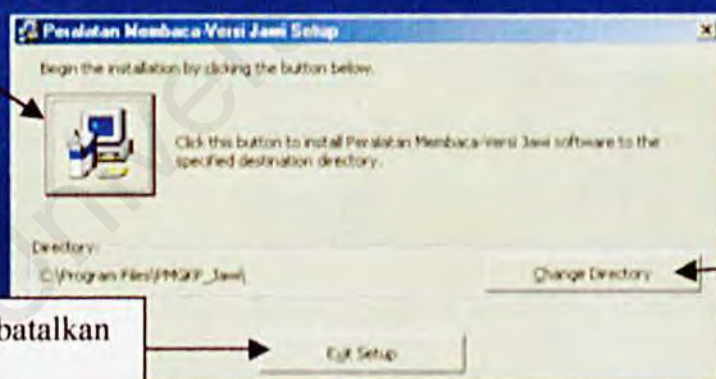 Peralatan Membaca-Versi Jawi Setup
Begin the installation by clicking the button below.
Click this button to install Peralatan Membaca-Versi Jawi software to the
specified destination directory.
Directory:
C:\Program Files\PMGKP_Jawi\
Change Directory
batalkan
Exit Setup